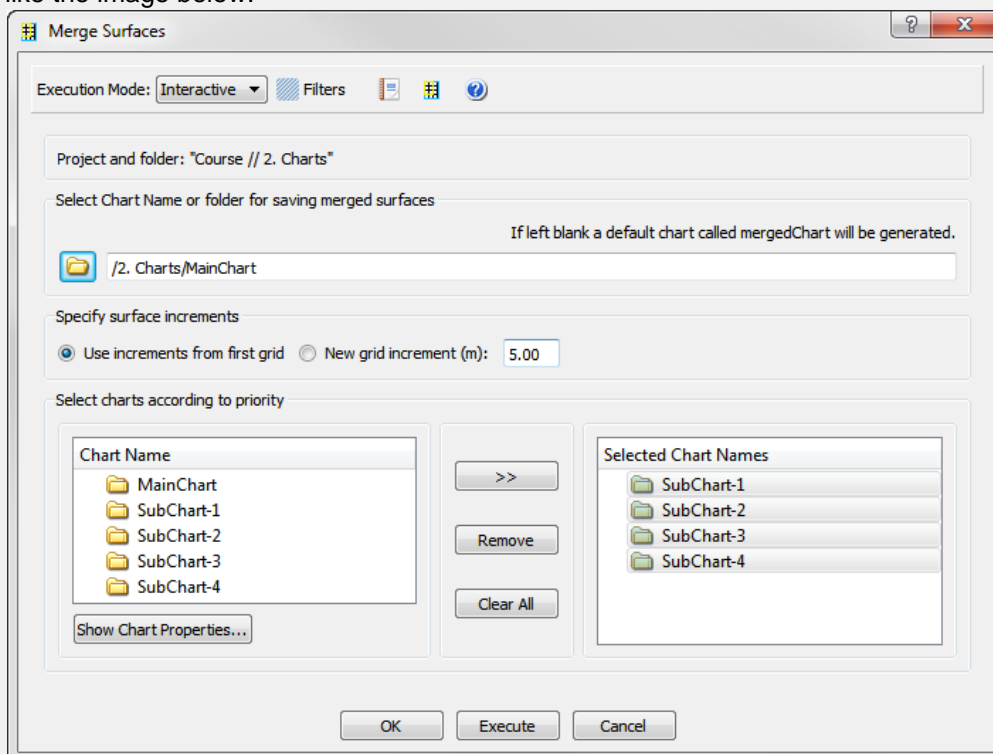 like the image below.
Merge Surfaces
Execution Mode: Interactive Filters
Project and folder: "Course // 2. Charts"
Select Chart Name or folder for saving merged surfaces
If left blank a default chart called mergedChart will be generated.
/2. Charts/MainChart
Specify surface increments
Use increments from first grid New grid increment (m): 5.00
Select charts according to priority
Chart Name
MainChart
SubChart-1
SubChart-2
SubChart-3
SubChart-4
Show Chart Properties...
>>
Remove
Clear All
Selected Chart Names
SubChart-1
SubChart-2
SubChart-3
SubChart-4
OK Execute Cancel